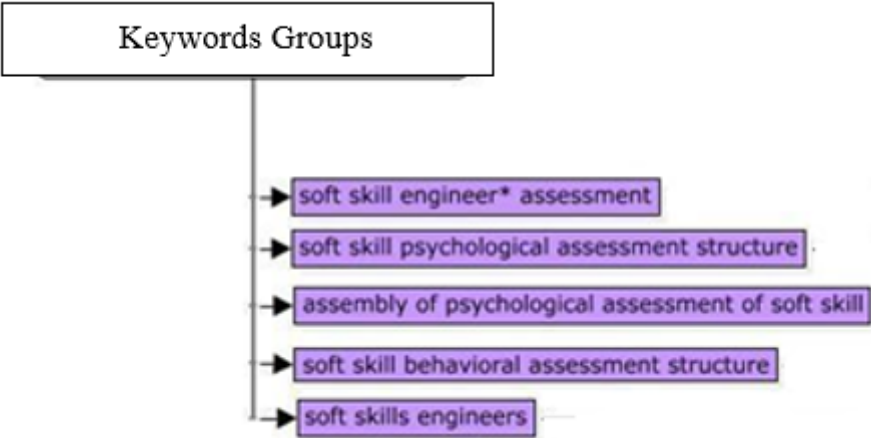 Keywords Groups
soft skill engineer* assessment
soft skill psychological assessment structure
assembly of psychological assessment of soft skill
soft skill behavioral assessment structure
soft skills engineers